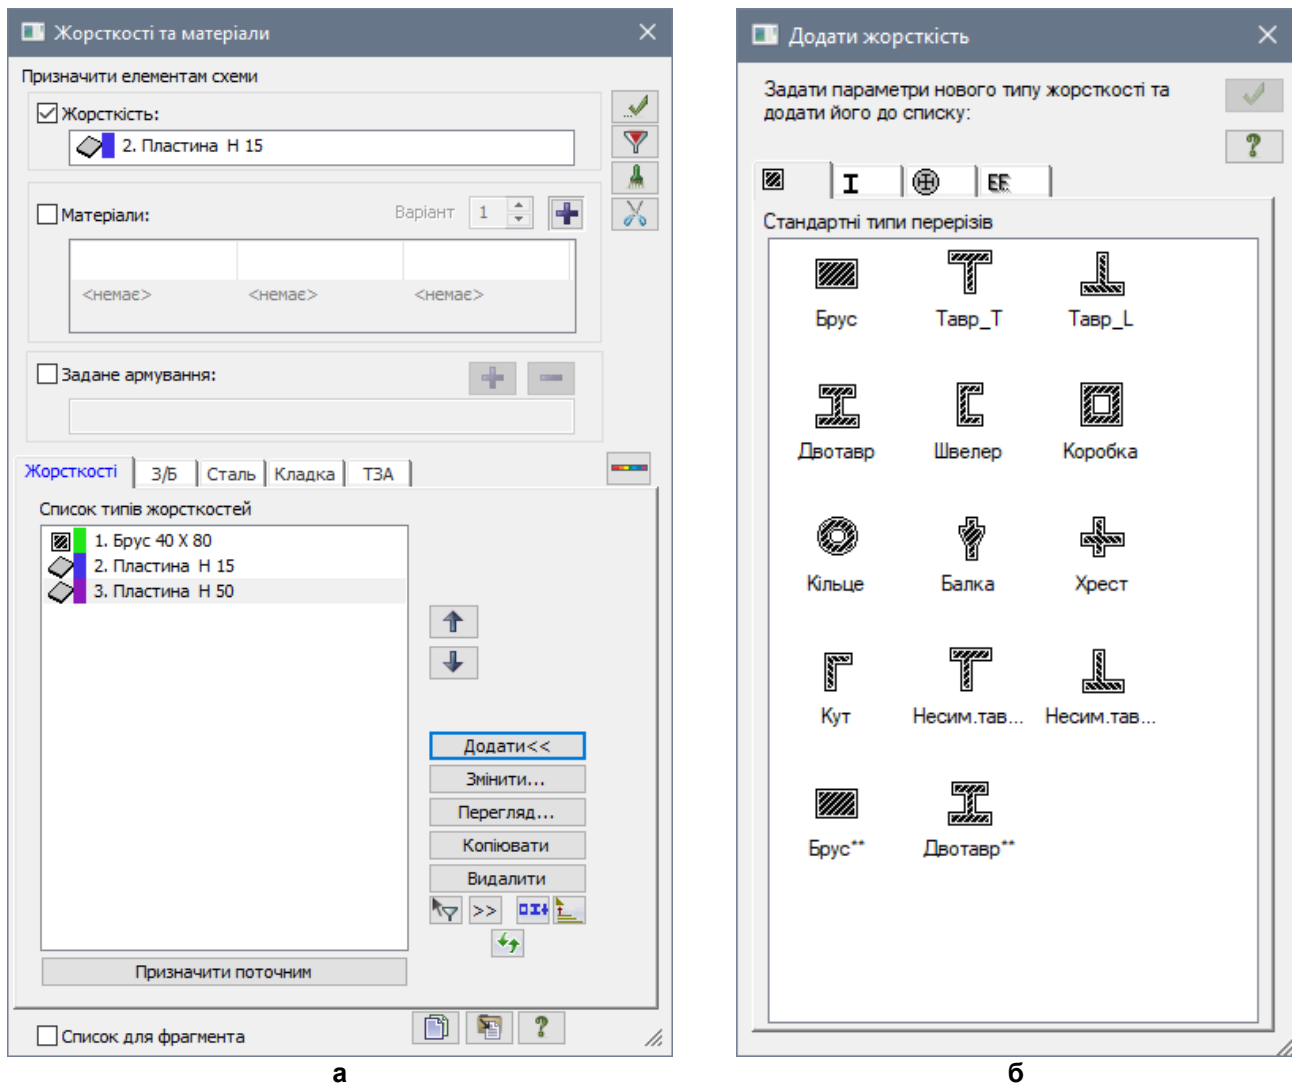 Жорсткості та матеріали
Призначити елементам схеми
Жорсткість:
2. Пластина Н 15
Матеріали:
Варіант 1
<немає> <немає> <немає>
Задане армування:
Жорсткості З/Б Сталь Кладка ТЗА
Список типів жорсткостей
1. Брус 40 X 80
2. Пластина Н 15
3. Пластина Н 50
Додати<<
Змінити...
Перегляд...
Копіювати
Видалити
>>
Призначити поточним
Список для фрагмента
а
Додати жорсткість
Задати параметри нового типу жорсткості та
додати його до списку:
Стандартні типи перерізів
Брус Тавр_Т Тавр_L
Двотавр Швелер Коробка
Кільце Балка Хрест
Кут Несим.тав... Несим.тав...
Брус** Двотавр**
б